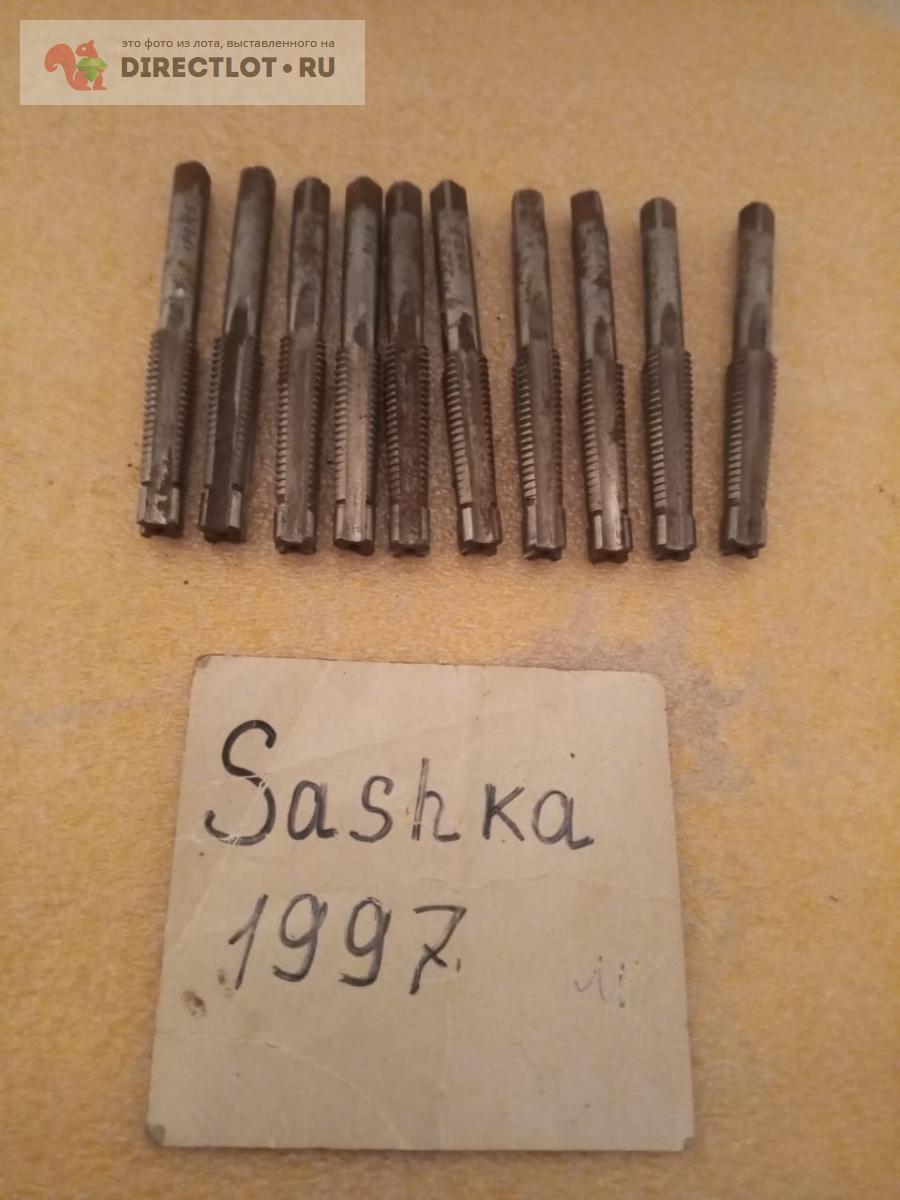 это фото из лота, выставленного на
DIRECTLOT•RU
Sashka
1997